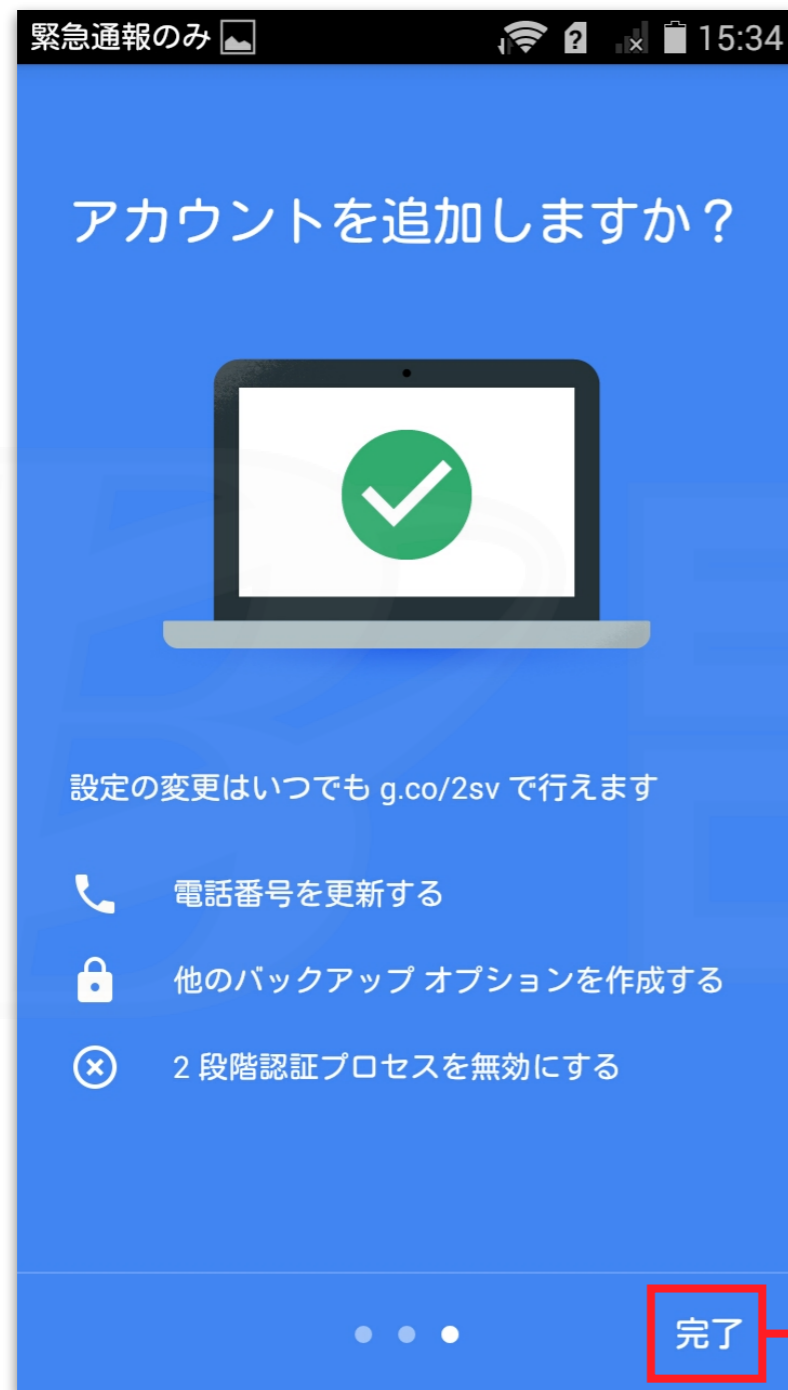 緊急通報のみ 15:34
アカウントを追加しますか？
設定の変更はいつでも g.co/2sv で行えます
電話番号を更新する
他のバックアップ オプションを作成する
2 段階認証プロセスを無効にする
完了